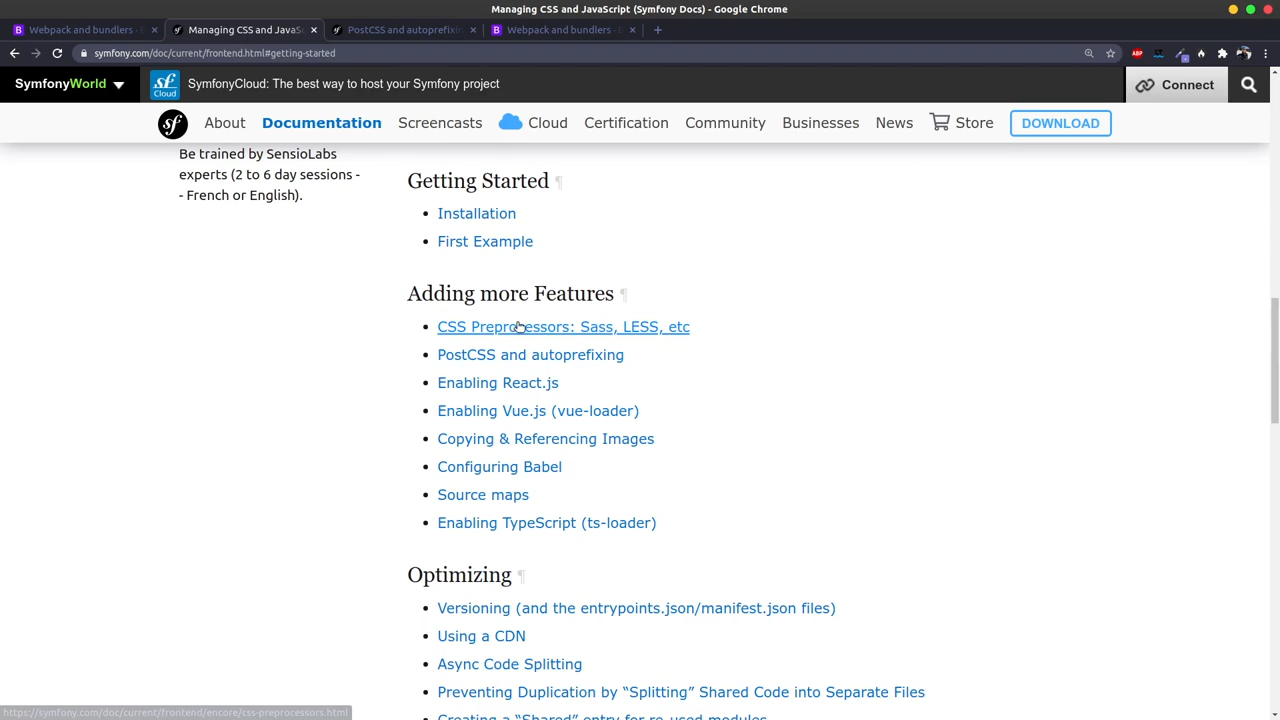 Managing CSS and JavaScript (Symfony Docs) - Google Chrome
Webpack and bundlers -
Managing CSS and JavaSc
PostCSS and autoprefixin
Webpack and bundlers -
symfony.com/doc/current/frontend.html#getting-started
ABP
SymfonyWorld
sf Cloud
SymfonyCloud: The best way to host your Symfony project
Connect
sf
About Documentation Screencasts Cloud Certification Community Businesses News Store DOWNLOAD
Be trained by SensioLabs
experts (2 to 6 day sessions -
- French or English).
Getting Started ¶
• Installation
• First Example
Adding more Features ¶
• CSS Preprocessors: Sass, LESS, etc
• PostCSS and autoprefixing
• Enabling React.js
• Enabling Vue.js (vue-loader)
• Copying & Referencing Images
• Configuring Babel
• Source maps
• Enabling TypeScript (ts-loader)
Optimizing ¶
• Versioning (and the entrypoints.json/manifest.json files)
• Using a CDN
• Async Code Splitting
• Preventing Duplication by “Splitting” Shared Code into Separate Files
• Creating a “Shared” entry for re-used modules
https://symfony.com/doc/current/frontend/encore/css-preprocessors.html